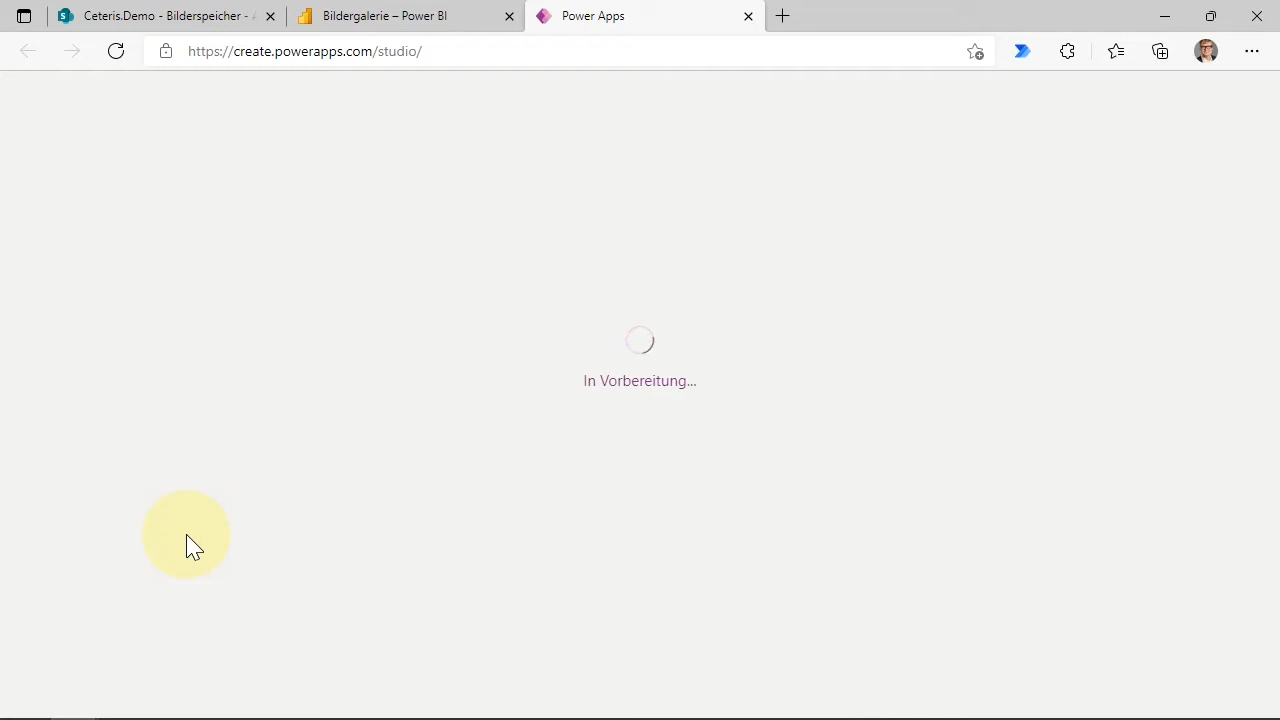 Ceteris.Demo - Bilderspeicher - A
Bildergalerie – Power BI
Power Apps
https://create.powerapps.com/studio/
In Vorbereitung...